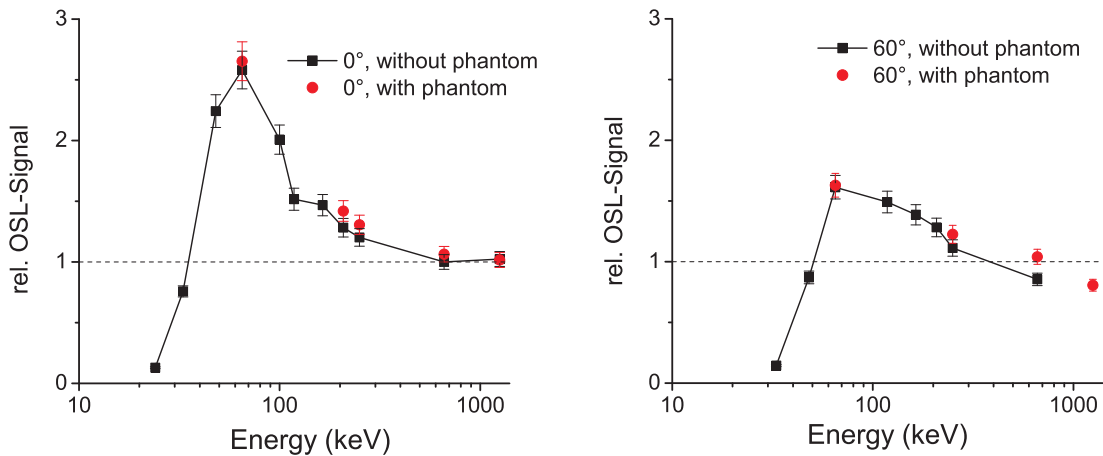 3
2
1
0
rel. OSL-Signal
0°, without phantom
0°, with phantom
10
100
1000
Energy (keV)
3
2
1
0
rel. OSL-Signal
60°, without phantom
60°, with phantom
10
100
1000
Energy (keV)